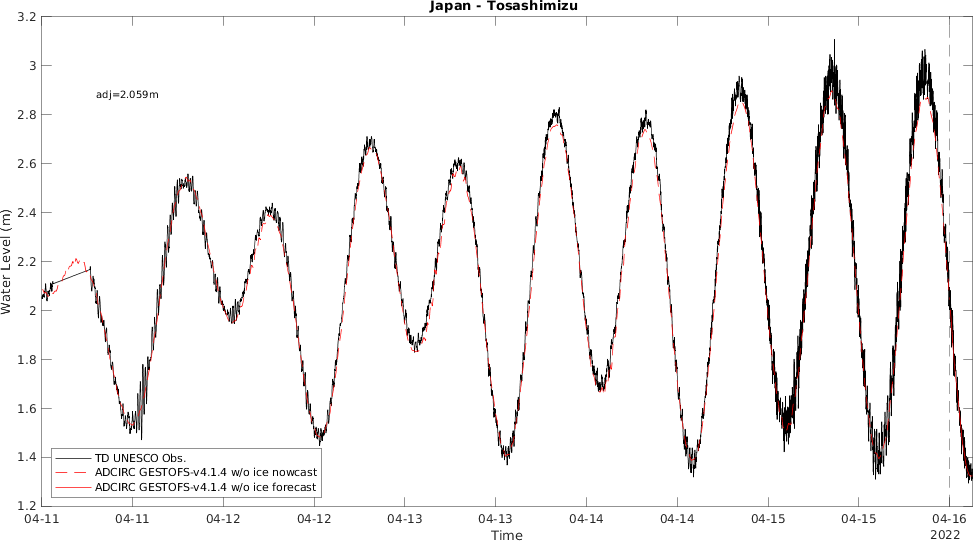 Japan - Tosashimizu
3.2
3
2.8
2.6
2.4
2.2
2
1.8
1.6
1.4
1.2
Water Level (m)
adj=2.059m
TD UNESCO Obs.
ADCIRC GESTOFS-v4.1.4 w/o ice nowcast
ADCIRC GESTOFS-v4.1.4 w/o ice forecast
04-11 04-11 04-12 04-12 04-13 04-13 04-14 04-14 04-15 04-15 04-16
2022
Time